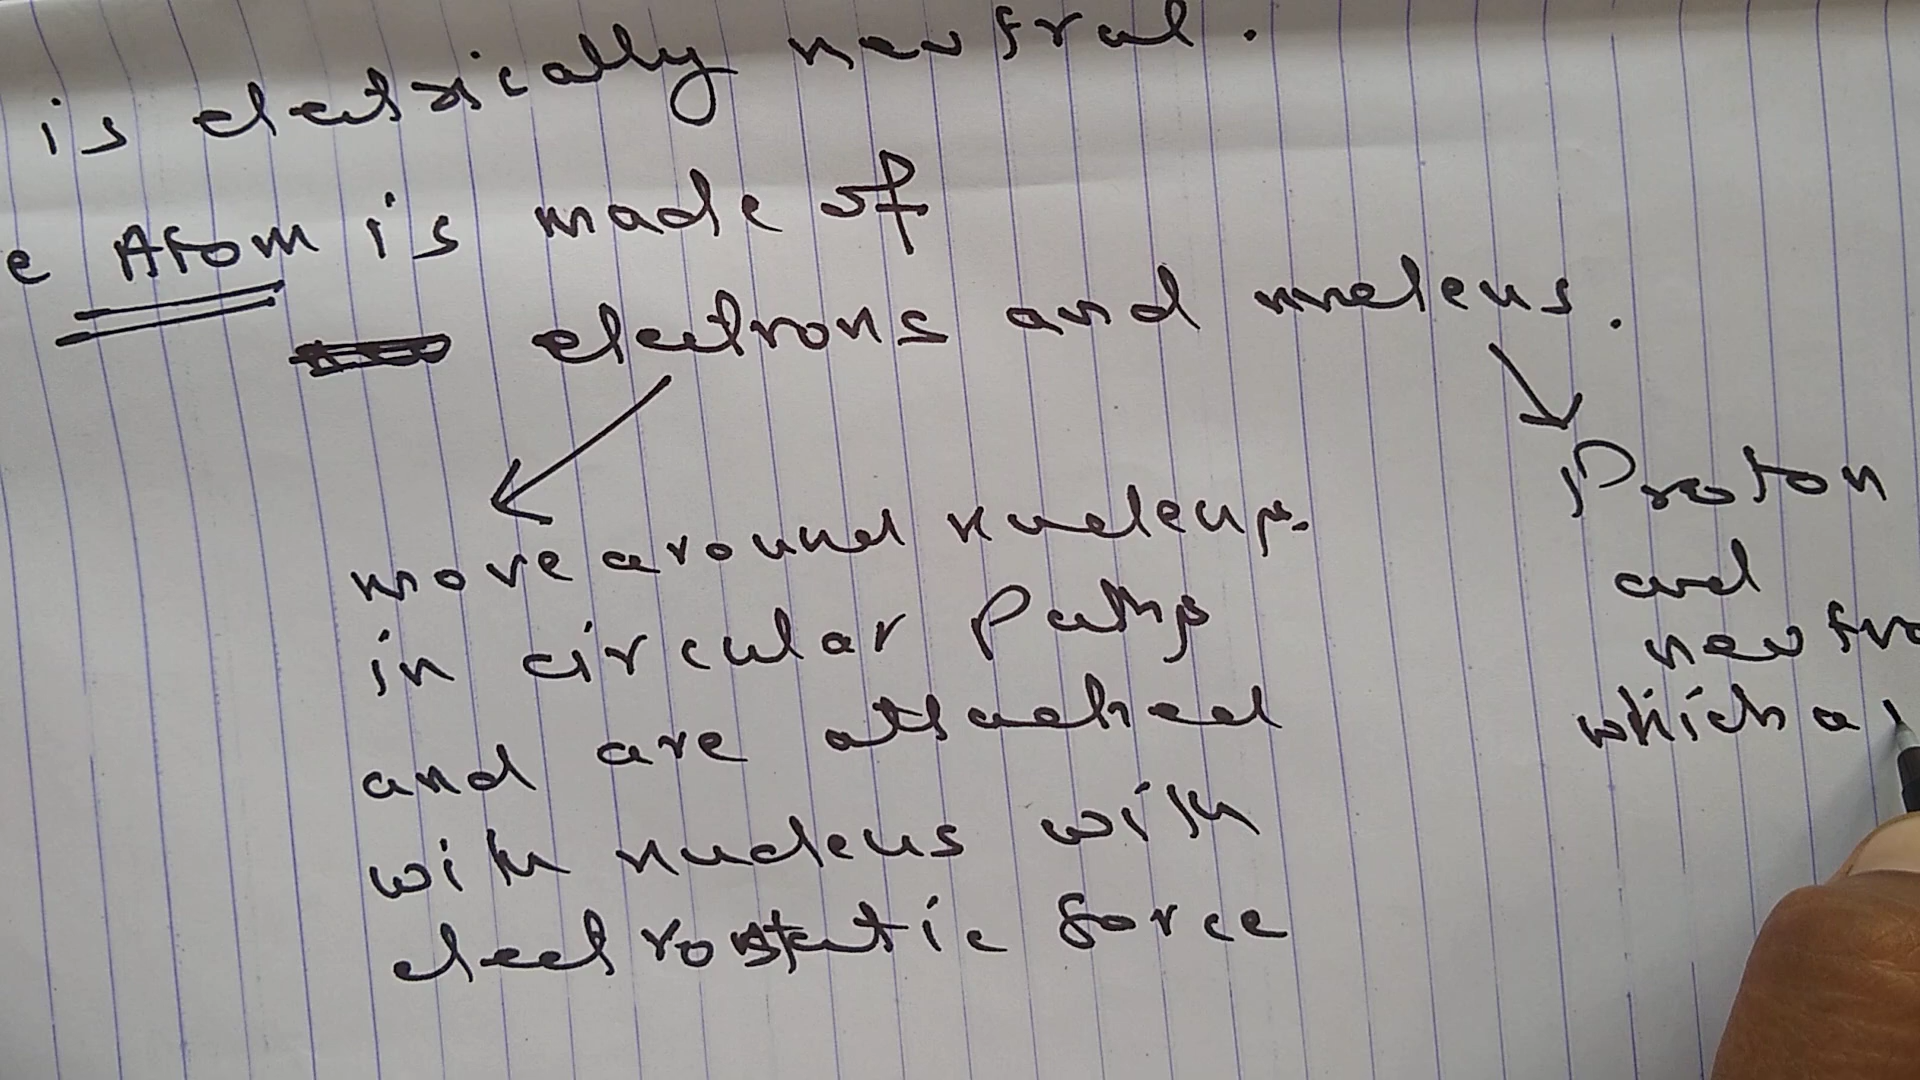 is electrically neutral.
e Atom is made of
electrons and nucleus.
move around nucleus.
in circular Paths
and are attached
with nucleus with
electrostatic force
Proton
and
neutro
which a